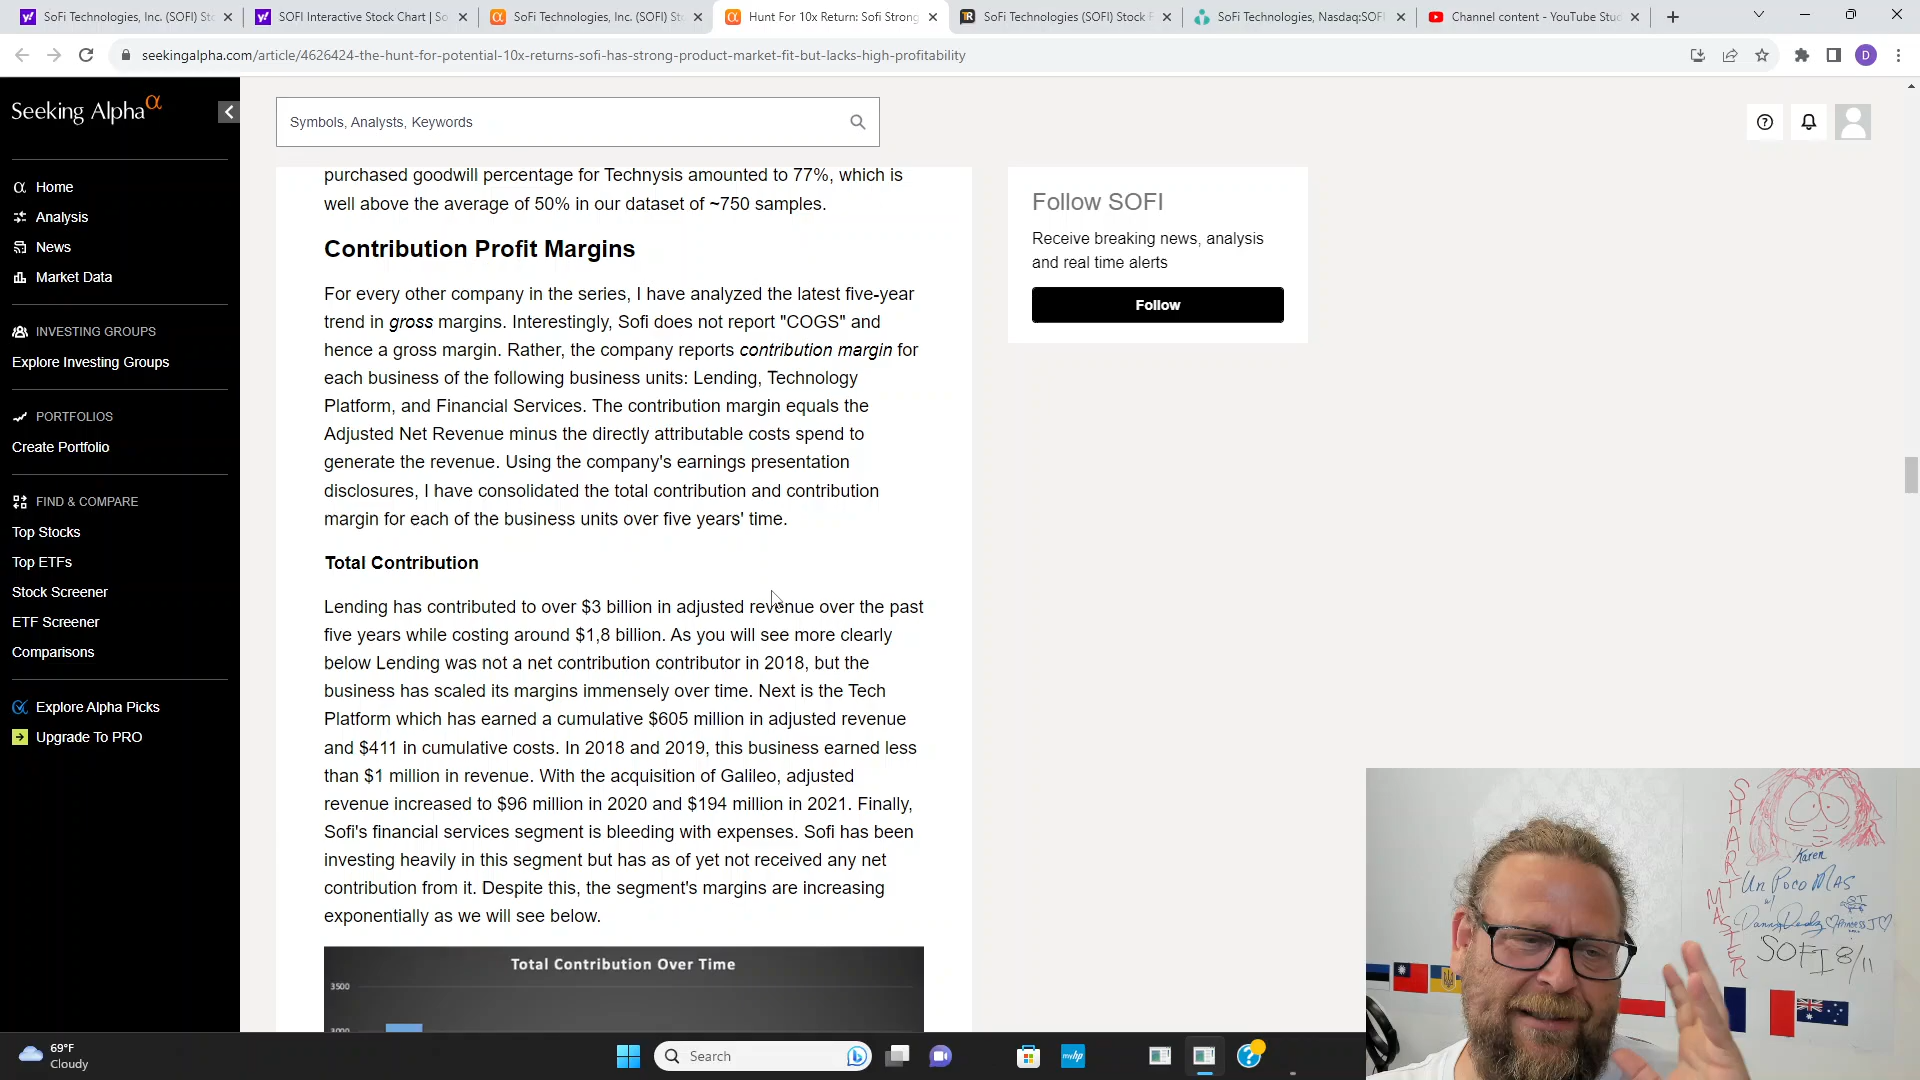 SoFi Technologies, Inc. (SOFI) St
SOFI Interactive Stock Chart | So
SoFi Technologies, Inc. (SOFI) St
Hunt For 10x Return: Sofi Strong
SoFi Technologies (SOFI) Stock F
SoFi Technologies, Nasdaq:SOFI
Channel content - YouTube Stud
seekingalpha.com/article/4626424-the-hunt-for-potential-10x-returns-sofi-has-strong-product-market-fit-but-lacks-high-profitability
D
Seeking Alpha α
Symbols, Analysts, Keywords
Home
Analysis
News
Market Data
INVESTING GROUPS
Explore Investing Groups
PORTFOLIOS
Create Portfolio
FIND & COMPARE
Top Stocks
Top ETFs
Stock Screener
ETF Screener
Comparisons
Explore Alpha Picks
Upgrade To PRO
purchased goodwill percentage for Technysis amounted to 77%, which is
well above the average of 50% in our dataset of ~750 samples.
Contribution Profit Margins
For every other company in the series, I have analyzed the latest five-year
trend in gross margins. Interestingly, Sofi does not report "COGS" and
hence a gross margin. Rather, the company reports contribution margin for
each business of the following business units: Lending, Technology
Platform, and Financial Services. The contribution margin equals the
Adjusted Net Revenue minus the directly attributable costs spend to
generate the revenue. Using the company's earnings presentation
disclosures, I have consolidated the total contribution and contribution
margin for each of the business units over five years' time.
Total Contribution
Lending has contributed to over $3 billion in adjusted revenue over the past
five years while costing around $1,8 billion. As you will see more clearly
below Lending was not a net contribution contributor in 2018, but the
business has scaled its margins immensely over time. Next is the Tech
Platform which has earned a cumulative $605 million in adjusted revenue
and $411 in cumulative costs. In 2018 and 2019, this business earned less
than $1 million in revenue. With the acquisition of Galileo, adjusted
revenue increased to $96 million in 2020 and $194 million in 2021. Finally,
Sofi's financial services segment is bleeding with expenses. Sofi has been
investing heavily in this segment but has as of yet not received any net
contribution from it. Despite this, the segment's margins are increasing
exponentially as we will see below.
Total Contribution Over Time
3500
3000
Follow SOFI
Receive breaking news, analysis
and real time alerts
Follow
SHART
MASTER
Karen
Un Poco Mas
w/
Danny Dealz
Princess J
SOFI 8/11
69°F
Cloudy
Search
myhp